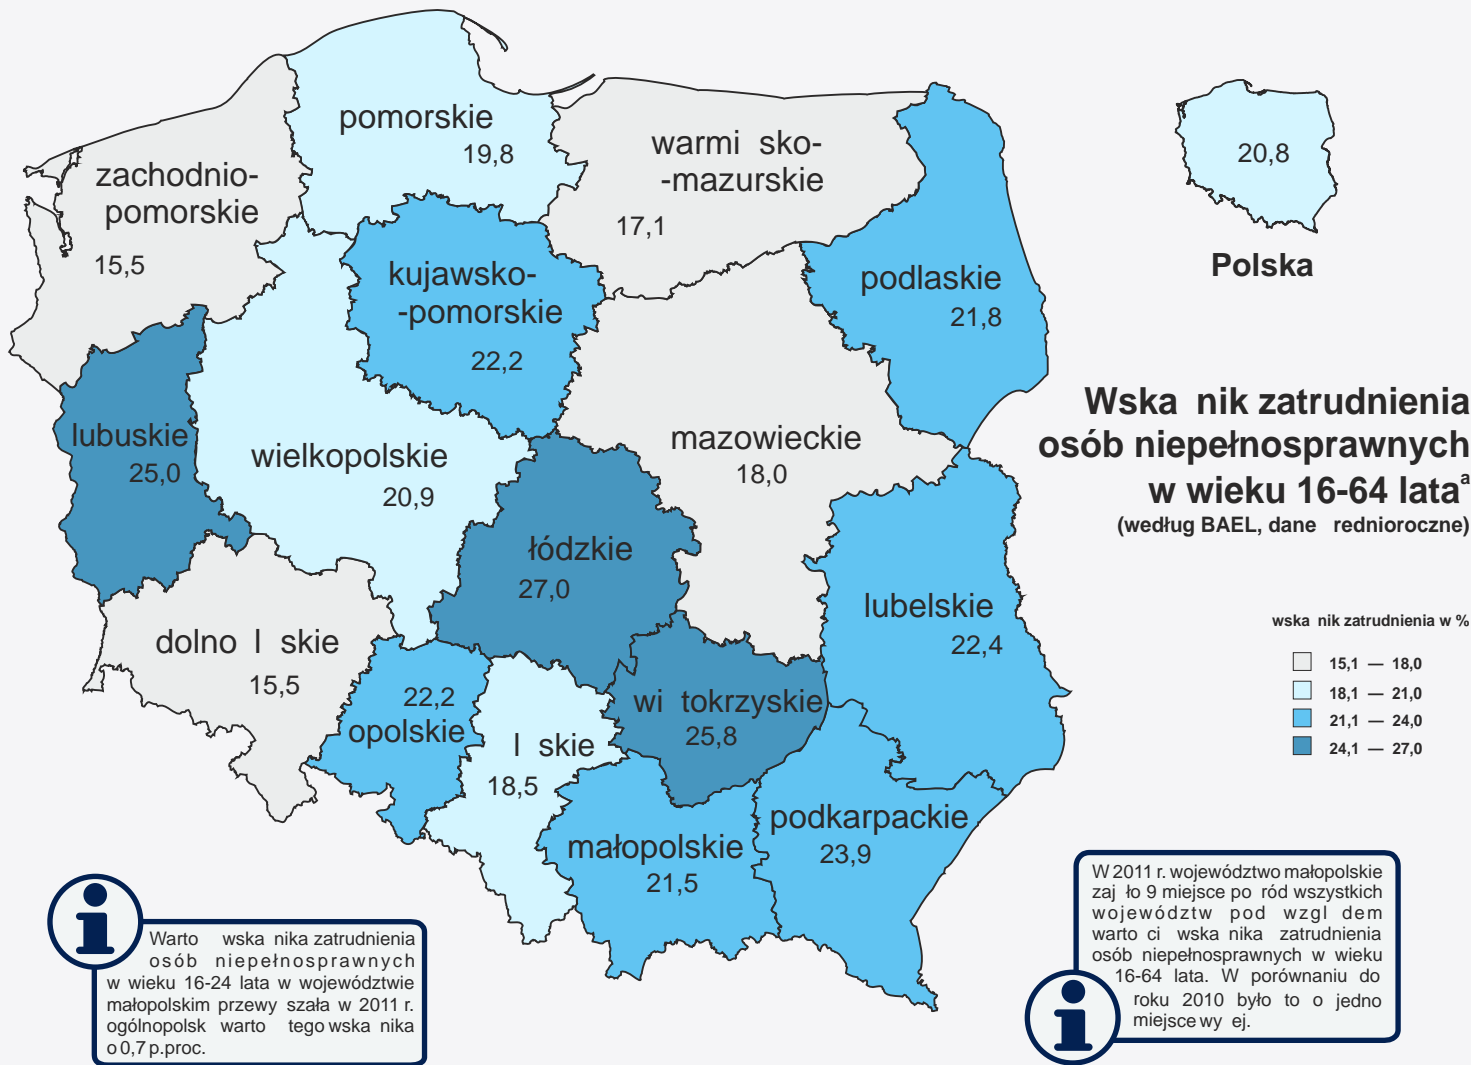 pomorskie
19,8
zachodnio-
pomorskie
15,5
warmi sko-
-mazurskie
17,1
20,8
Polska
kujawsko-
-pomorskie
22,2
podlaskie
21,8
lubuskie
25,0
wielkopolskie
20,9
mazowieckie
18,0
Wska nik zatrudnienia
osób niepełnosprawnych
w wieku 16-64 lata^a
(według BAEL, dane rednioroczne)
łódzkie
27,0
lubelskie
22,4
dolno l skie
15,5
22,2
opolskie
l skie
18,5
wi tokrzyskie
25,8
wska nik zatrudnienia w %
15,1 — 18,0
18,1 — 21,0
21,1 — 24,0
24,1 — 27,0
małopolskie
21,5
podkarpackie
23,9
Warto wska nika zatrudnienia
osób niepełnosprawnych
w wieku 16-24 lata w województwie
małopolskim przewy szała w 2011 r.
ogólnopolsk warto tego wska nika
o 0,7 p.proc.
W 2011 r. województwo małopolskie
zaj ło 9 miejsce po ród wszystkich
województw pod wzgl dem
warto ci wska nika zatrudnienia
osób niepełnosprawnych w wieku
16-64 lata. W porównaniu do
roku 2010 było to o jedno
miejsce wy ej.